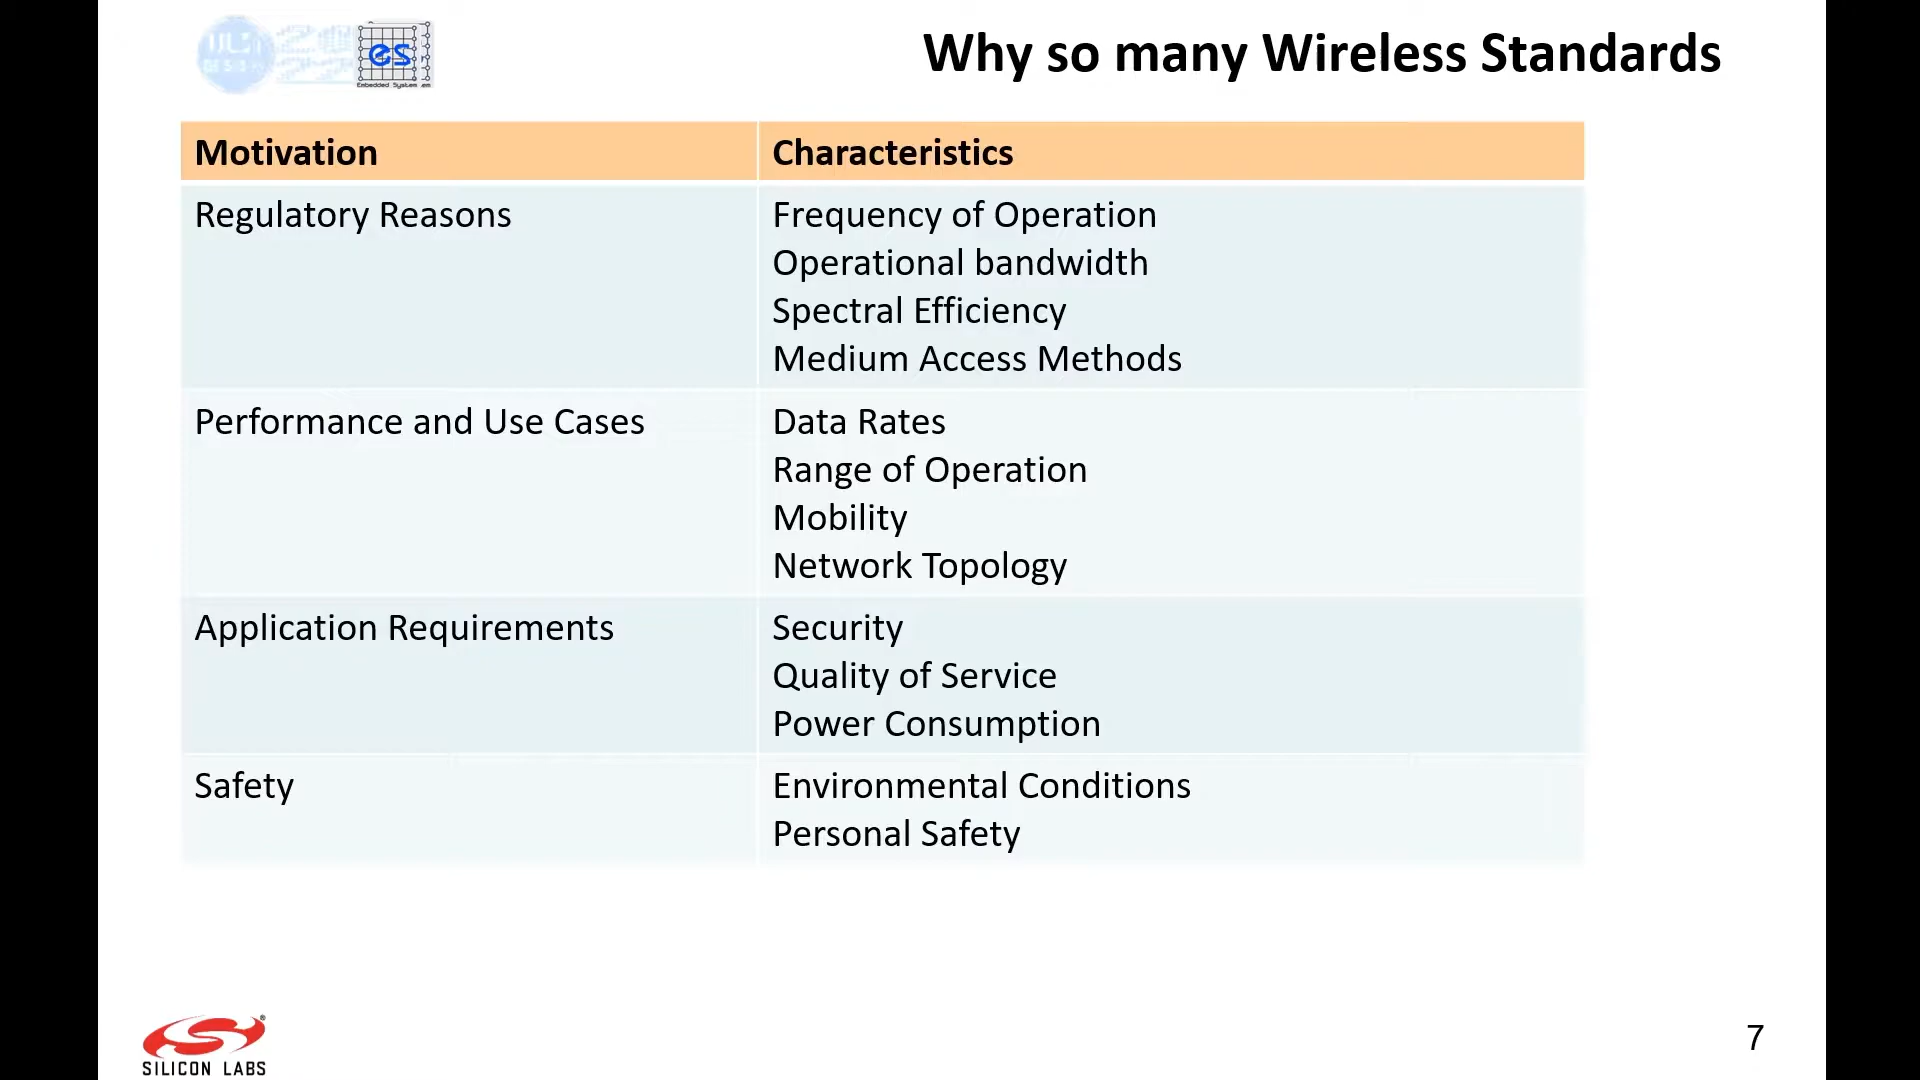 es
Embedded System
Why so many Wireless Standards
Motivation
Characteristics
Regulatory Reasons
Frequency of Operation
Operational bandwidth
Spectral Efficiency
Medium Access Methods
Performance and Use Cases
Data Rates
Range of Operation
Mobility
Network Topology
Application Requirements
Security
Quality of Service
Power Consumption
Safety
Environmental Conditions
Personal Safety
SILICON LABS
7